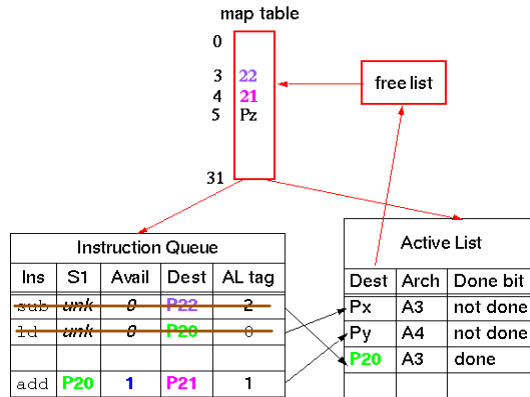 map table
0
3 22
4 21
5 Pz
free list
31
Instruction Queue
Ins S1 Avail Dest AL tag
sub unk 0 P22 2
ld unk 0 P20 0
add P20 1 P21 1
Active List
Dest Arch Done bit
Px A3 not done
Py A4 not done
P20 A3 done